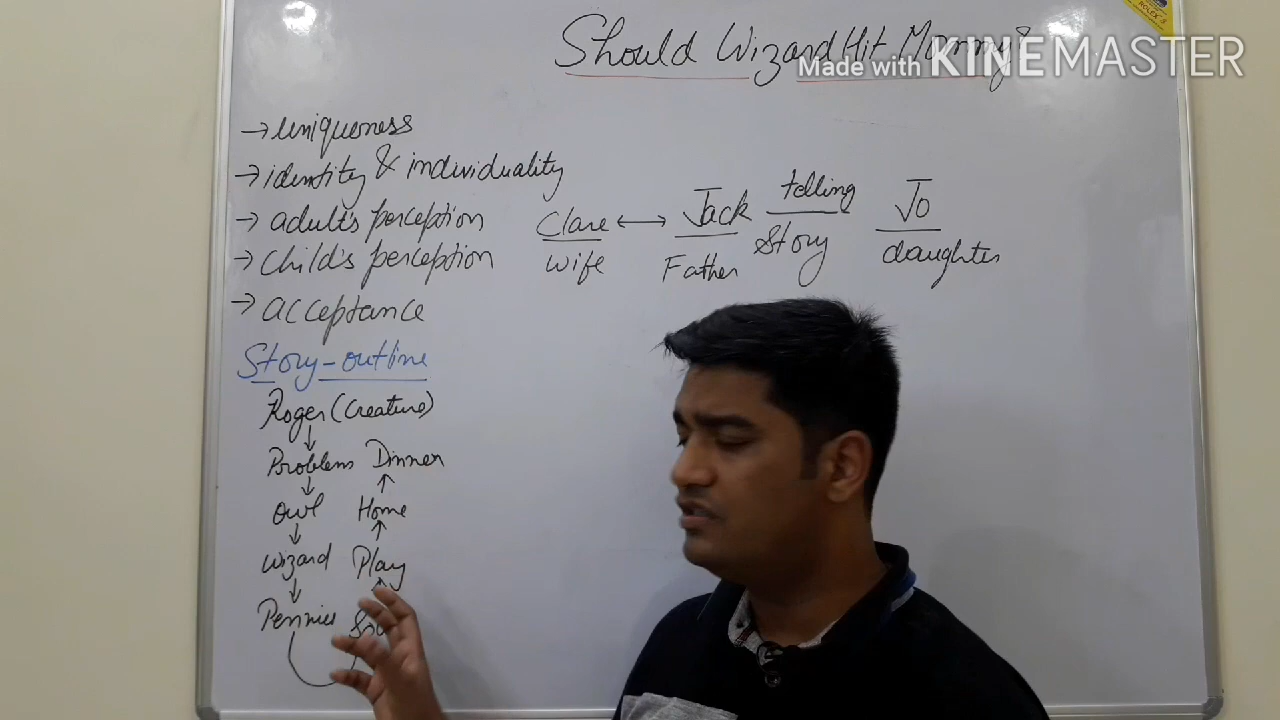 Should Wizard Hit Mommy?
Made with KINEMASTER
→ uniqueness
→ identity & individuality
→ adult's perception
→ child's perception
→ acceptance
Clare ↔ Jack telling Story Jo
wife Father daughter
Story-outline
Roger (Creature)
↓
Problem Dinner
↓ ↑
Owl Home
↓ ↑
Wizard Play
↓ ↑
Pennies